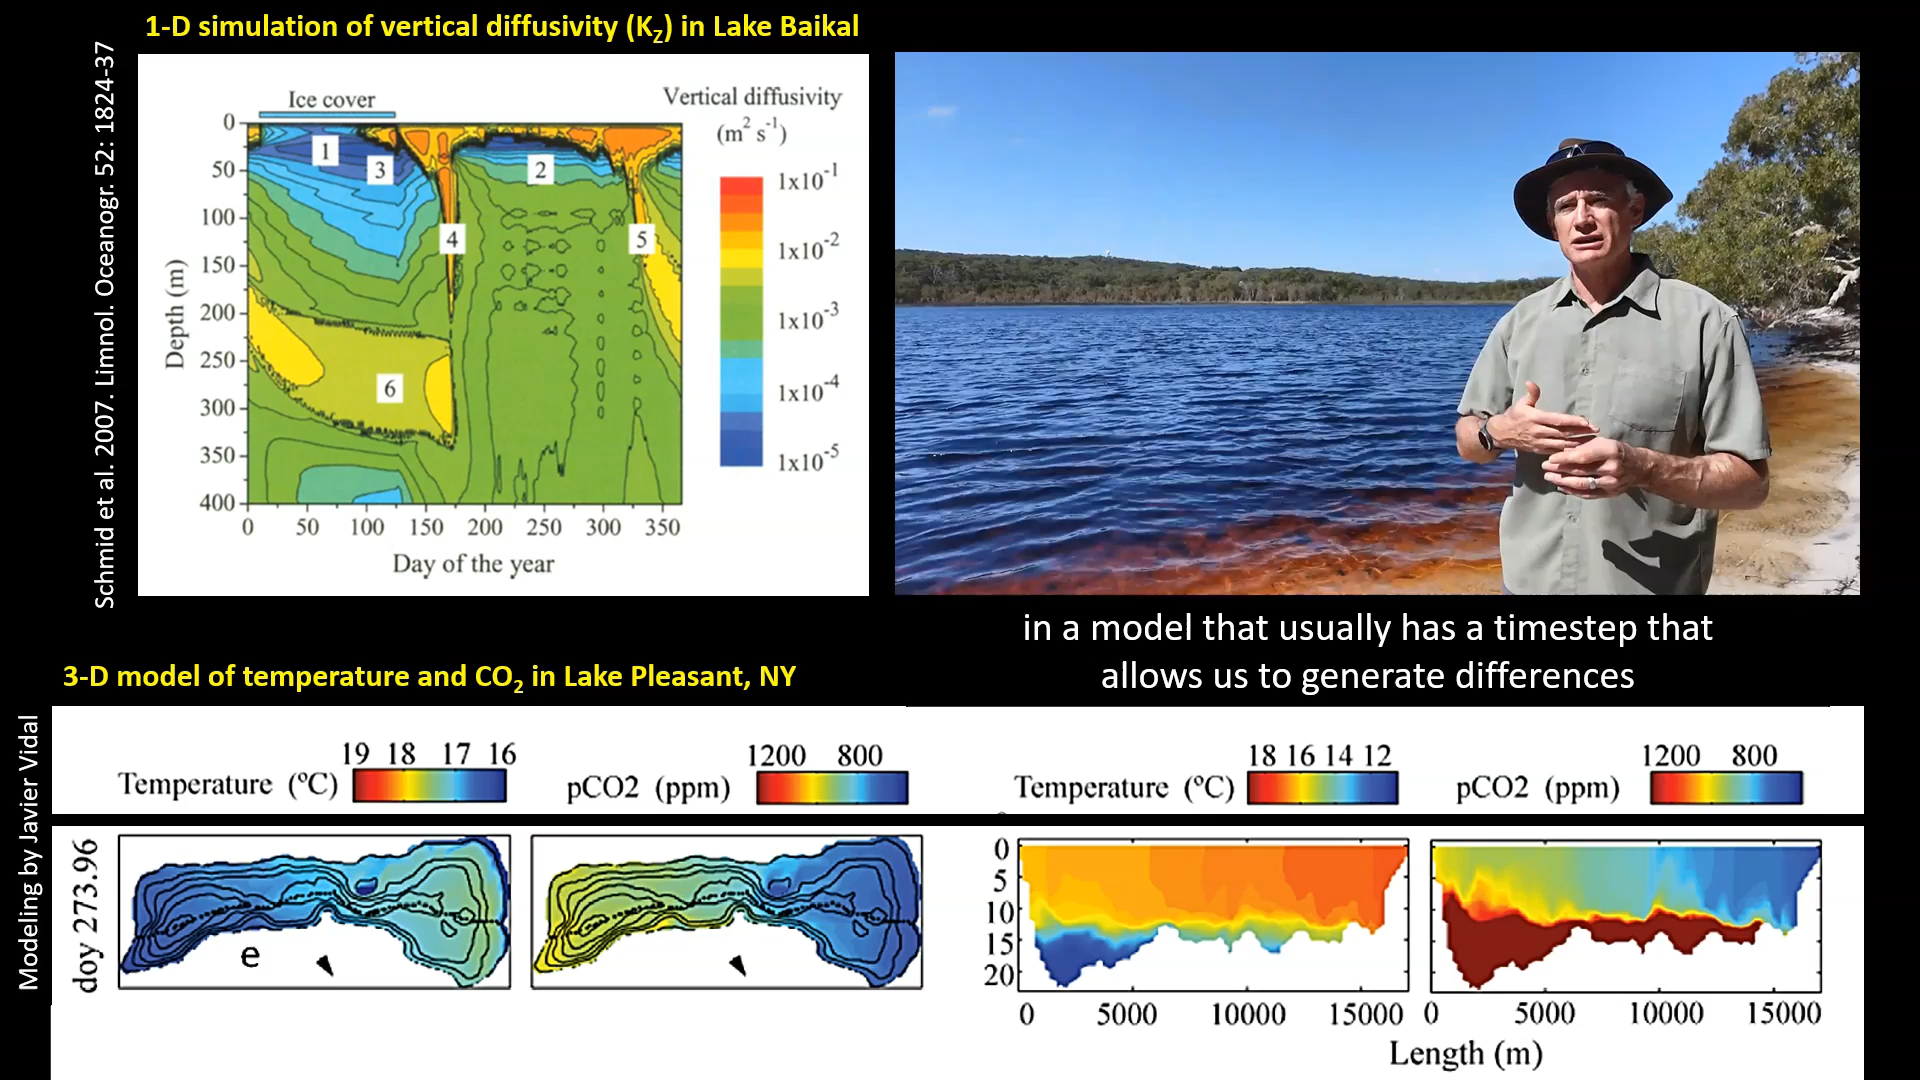 1-D simulation of vertical diffusivity (KZ) in Lake Baikal
Schmid et al. 2007. Limnol. Oceanogr. 52: 1824-37
Ice cover
Vertical diffusivity
(m² s⁻¹)
0
50
100
150
200
250
300
350
400
Depth (m)
1
2
3
4
5
6
1x10⁻¹
1x10⁻²
1x10⁻³
1x10⁻⁴
1x10⁻⁵
0 50 100 150 200 250 300 350
Day of the year
in a model that usually has a timestep that
allows us to generate differences
3-D model of temperature and CO₂ in Lake Pleasant, NY
Modeling by Javier Vidal
19 18 17 16
Temperature (ºC)
1200 800
pCO2 (ppm)
18 16 14 12
Temperature (ºC)
1200 800
pCO2 (ppm)
doy 273.96
e
0
5
10
15
20
0 5000 10000 15000
0 5000 10000 15000
Length (m)